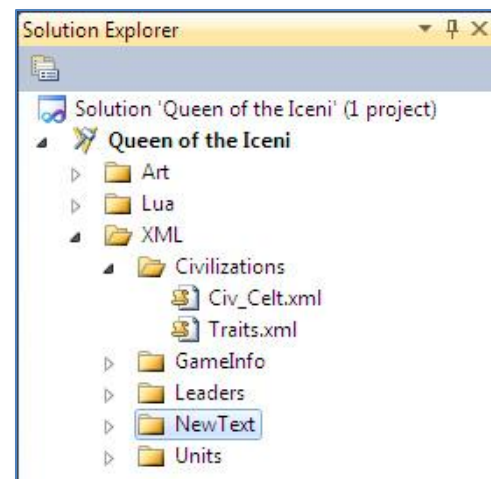 Solution Explorer
Solution 'Queen of the Iceni' (1 project)
Queen of the Iceni
Art
Lua
XML
Civilizations
Civ_Celt.xml
Traits.xml
GameInfo
Leaders
NewText
Units